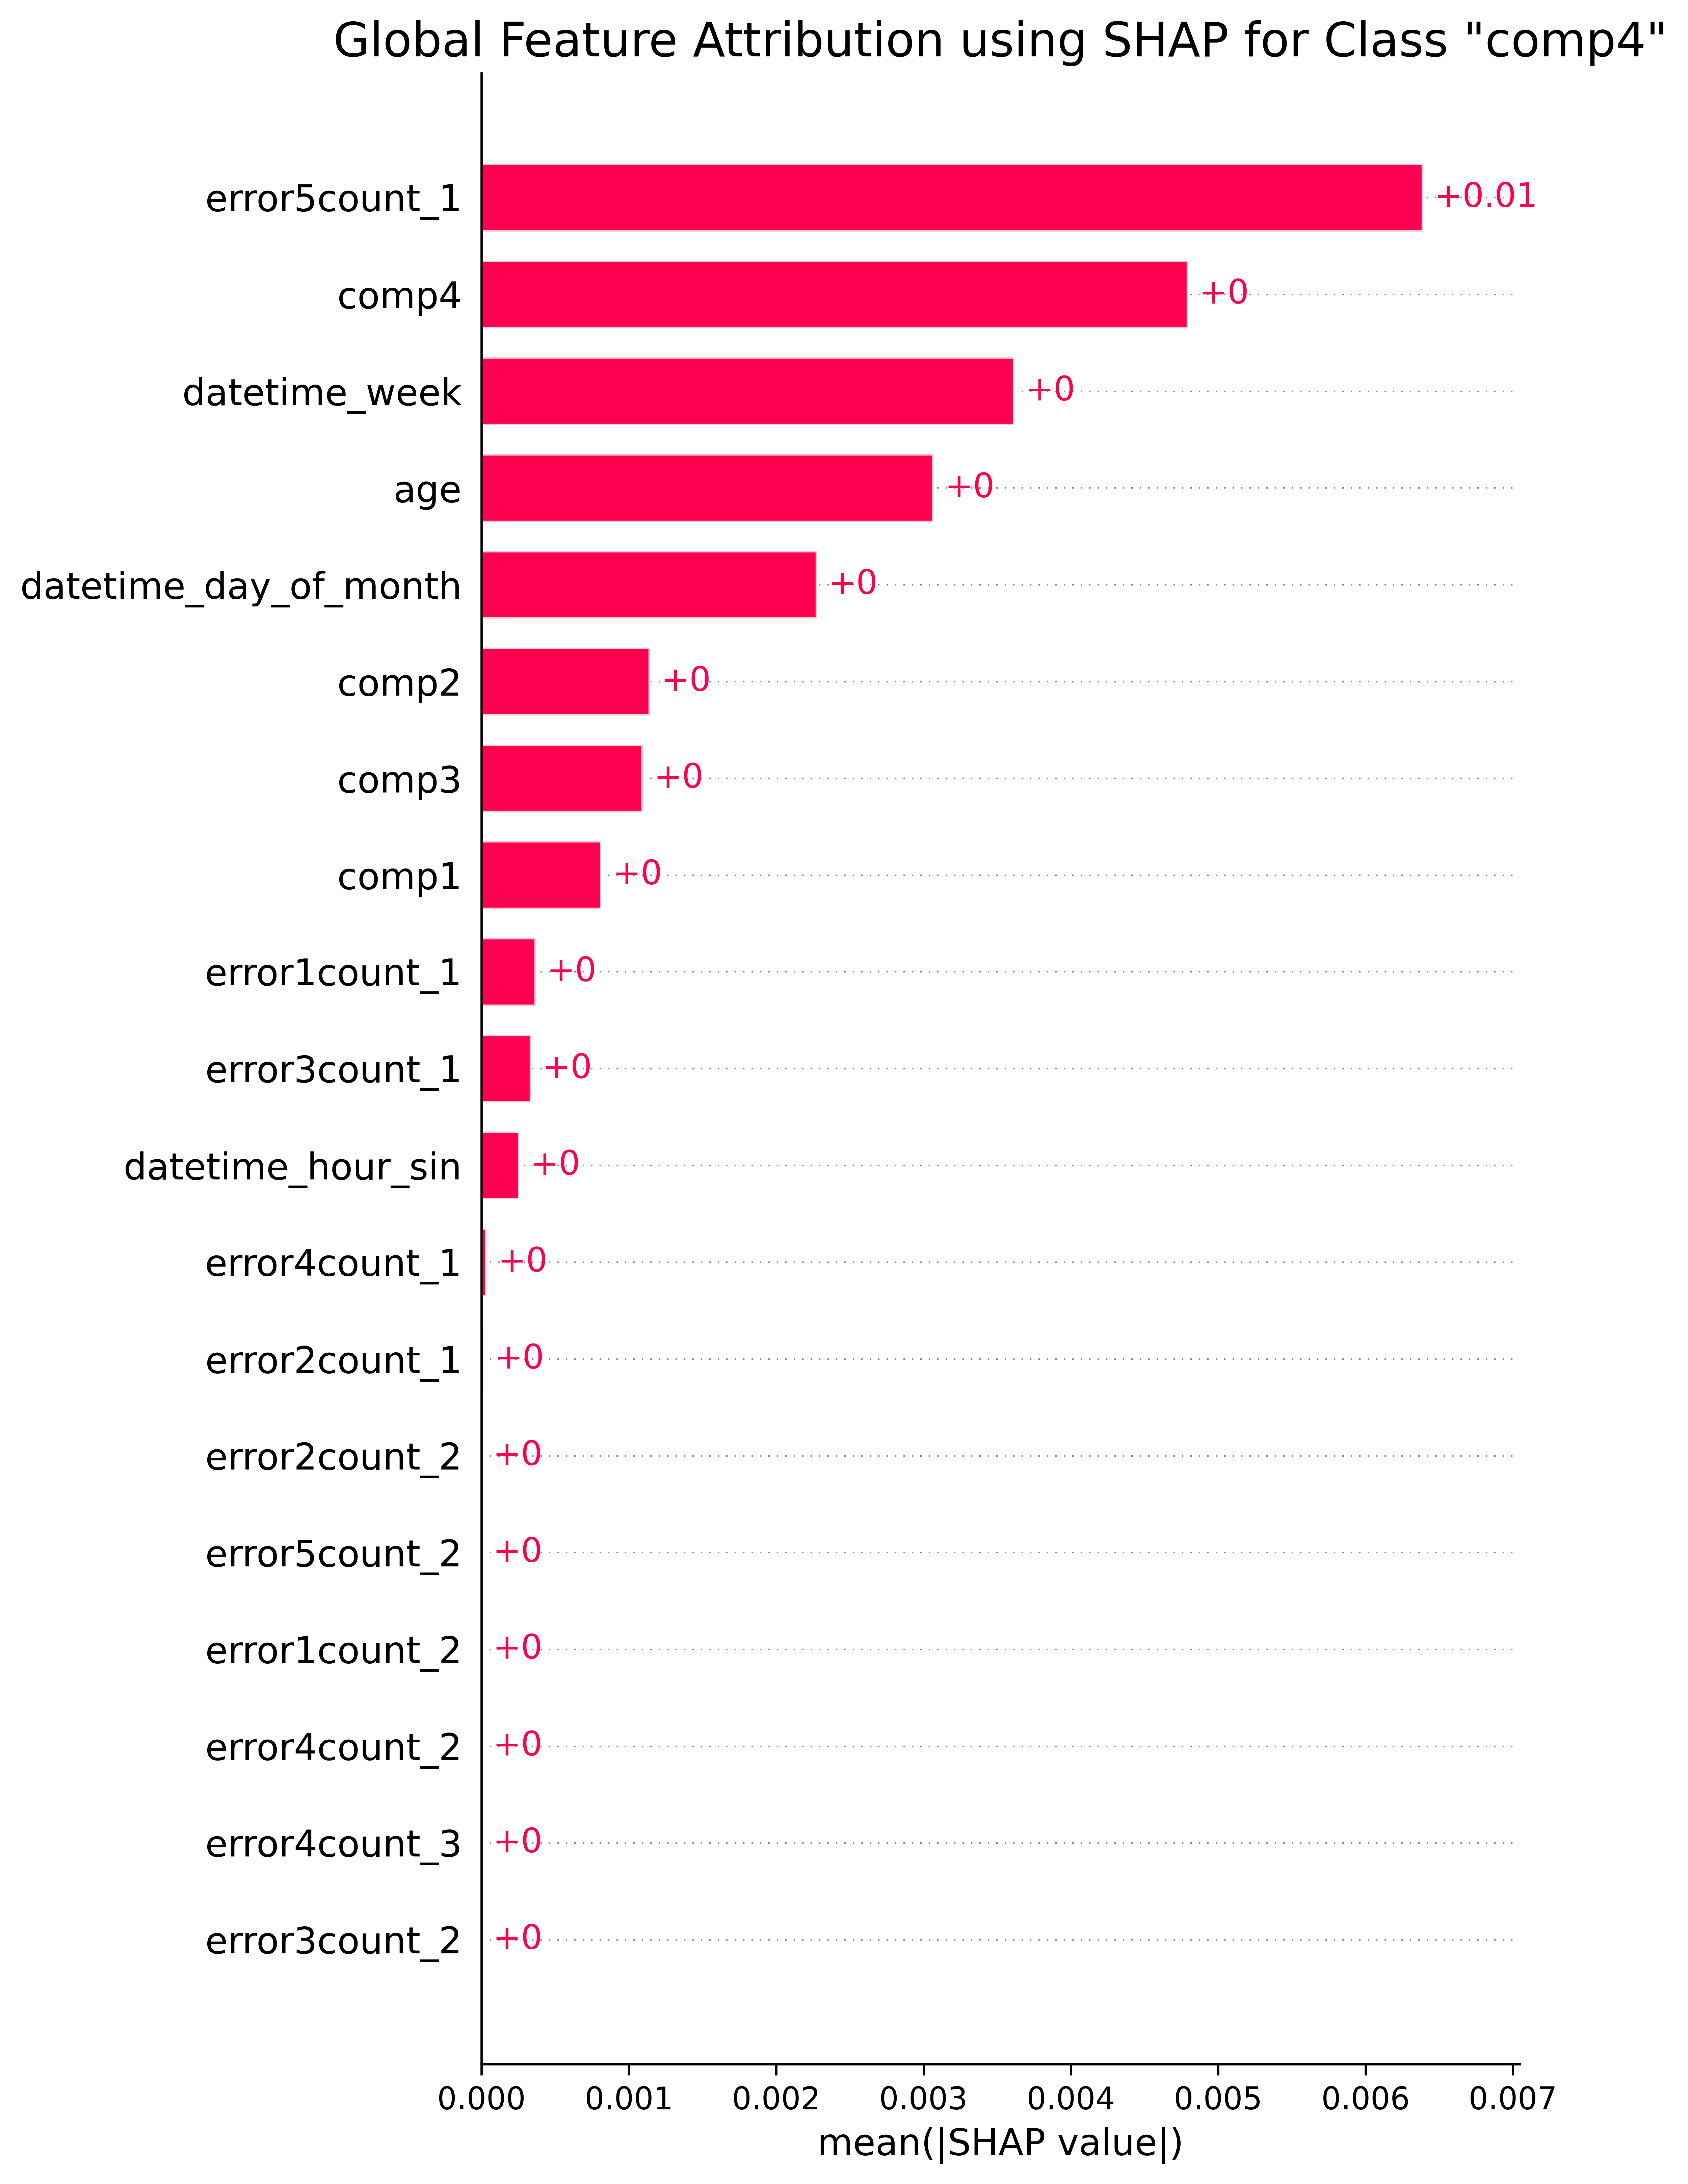 Global Feature Attribution using SHAP for Class "comp4"
error5count_1 +0.01
comp4 +0
datetime_week +0
age +0
datetime_day_of_month +0
comp2 +0
comp3 +0
comp1 +0
error1count_1 +0
error3count_1 +0
datetime_hour_sin +0
error4count_1 +0
error2count_1 +0
error2count_2 +0
error5count_2 +0
error1count_2 +0
error4count_2 +0
error4count_3 +0
error3count_2 +0
0.000 0.001 0.002 0.003 0.004 0.005 0.006 0.007
mean(|SHAP value|)